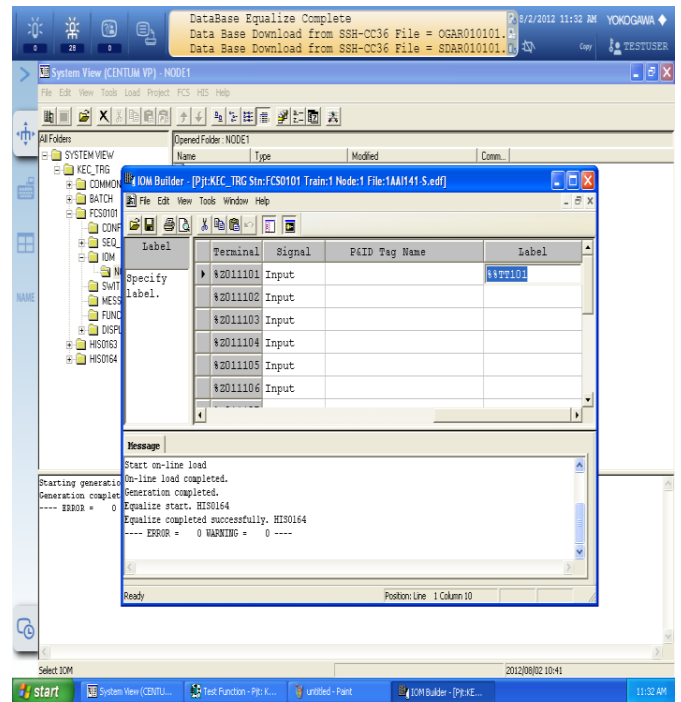 DataBase Equalize Complete
Data Base Download from SSH-CC36 File = OGAR010101.
Data Base Download from SSH-CC36 File = SDAR010101.
8/2/2012 11:32 AM YOKOGAWA
0 28 0
Copy TESTUSER
System View (CENTUM VP) - NODE1
File Edit View Tools Load Project FCS HIS Help
All Folders
Opened Folder : NODE1
Name Type Modified Comm...
SYSTEM VIEW
KEC_TRG
COMMON
BATCH
FCS0101
CONF
SEQ_
IOM
SWIT
MESS
FUNC
DISPL
HIS0163
HIS0164
NAME
IOM Builder - [Pjt:KEC_TRG Stn:FCS0101 Train:1 Node:1 File:1AAI141-S.edf]
File Edit View Tools Window Help
Label
Specify
label.
Terminal Signal P&ID Tag Name Label
%Z011101 Input %%TT101
%Z011102 Input
%Z011103 Input
%Z011104 Input
%Z011105 Input
%Z011106 Input
Message
Start on-line load
On-line load completed.
Generation completed.
Equalize start. HIS0164
Equalize completed successfully. HIS0164
---- ERROR = 0 WARNING = 0 ----
Ready Position: Line 1 Column 10
Starting generatio
Generation complet
---- ERROR = 0
Select IOM 2012/08/02 10:41
start System View (CENTU... Test Function - Pjt: K... untitled - Paint IOM Builder - [Pjt:KE... 11:32 AM